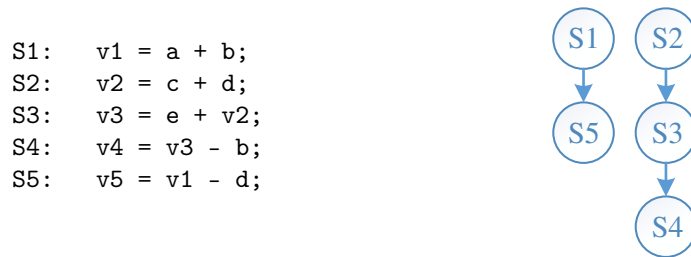 S1: v1 = a + b;
S2: v2 = c + d;
S3: v3 = e + v2;
S4: v4 = v3 - b;
S5: v5 = v1 - d;
S1 S2
S5 S3
S4